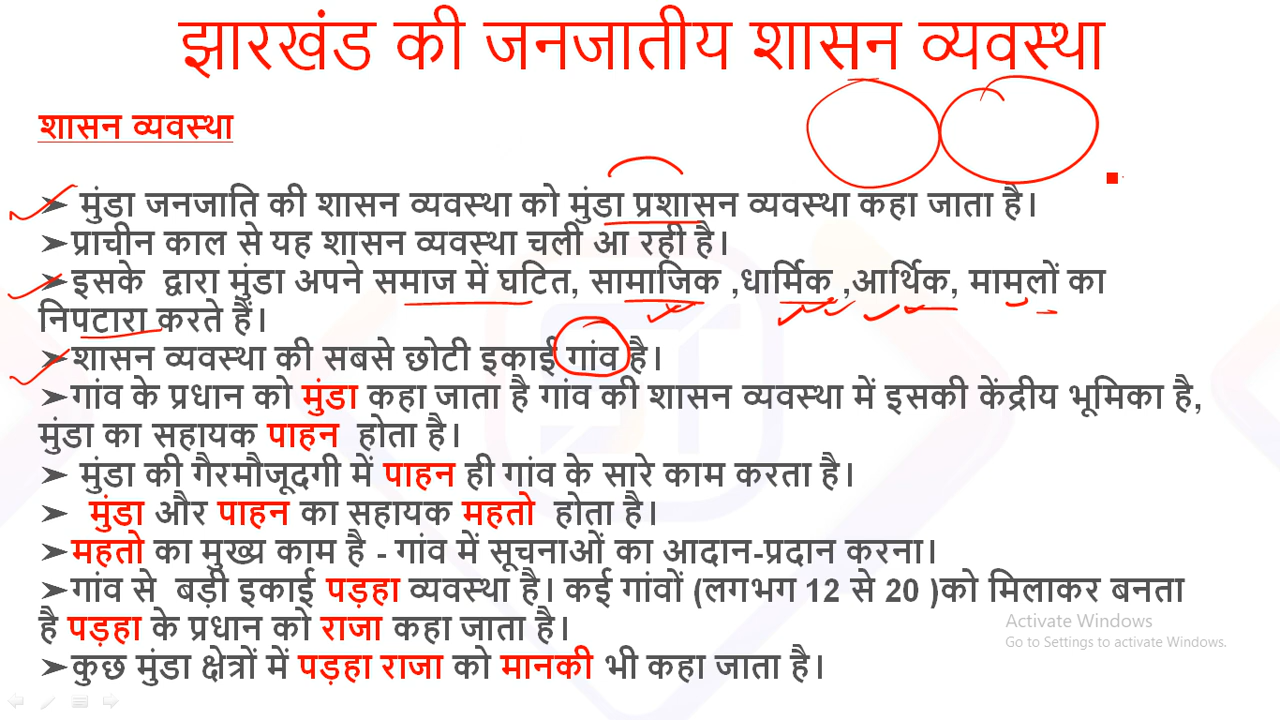 झारखंड की जनजातीय शासन व्यवस्था
शासन व्यवस्था
➤ मुंडा जनजाति की शासन व्यवस्था को मुंडा प्रशासन व्यवस्था कहा जाता है।
➤प्राचीन काल से यह शासन व्यवस्था चली आ रही है।
➤इसके द्वारा मुंडा अपने समाज में घटित, सामाजिक ,धार्मिक ,आर्थिक, मामलों का
निपटारा करते हैं।
➤शासन व्यवस्था की सबसे छोटी इकाई गांव है।
➤गांव के प्रधान को मुंडा कहा जाता है गांव की शासन व्यवस्था में इसकी केंद्रीय भूमिका है,
मुंडा का सहायक पाहन होता है।
➤ मुंडा की गैरमौजूदगी में पाहन ही गांव के सारे काम करता है।
➤ मुंडा और पाहन का सहायक महतो होता है।
➤महतो का मुख्य काम है - गांव में सूचनाओं का आदान-प्रदान करना।
➤गांव से बड़ी इकाई पड़हा व्यवस्था है। कई गांवों (लगभग 12 से 20 )को मिलाकर बनता
है पड़हा के प्रधान को राजा कहा जाता है।
➤कुछ मुंडा क्षेत्रों में पड़हा राजा को मानकी भी कहा जाता है।
Activate Windows
Go to Settings to activate Windows.